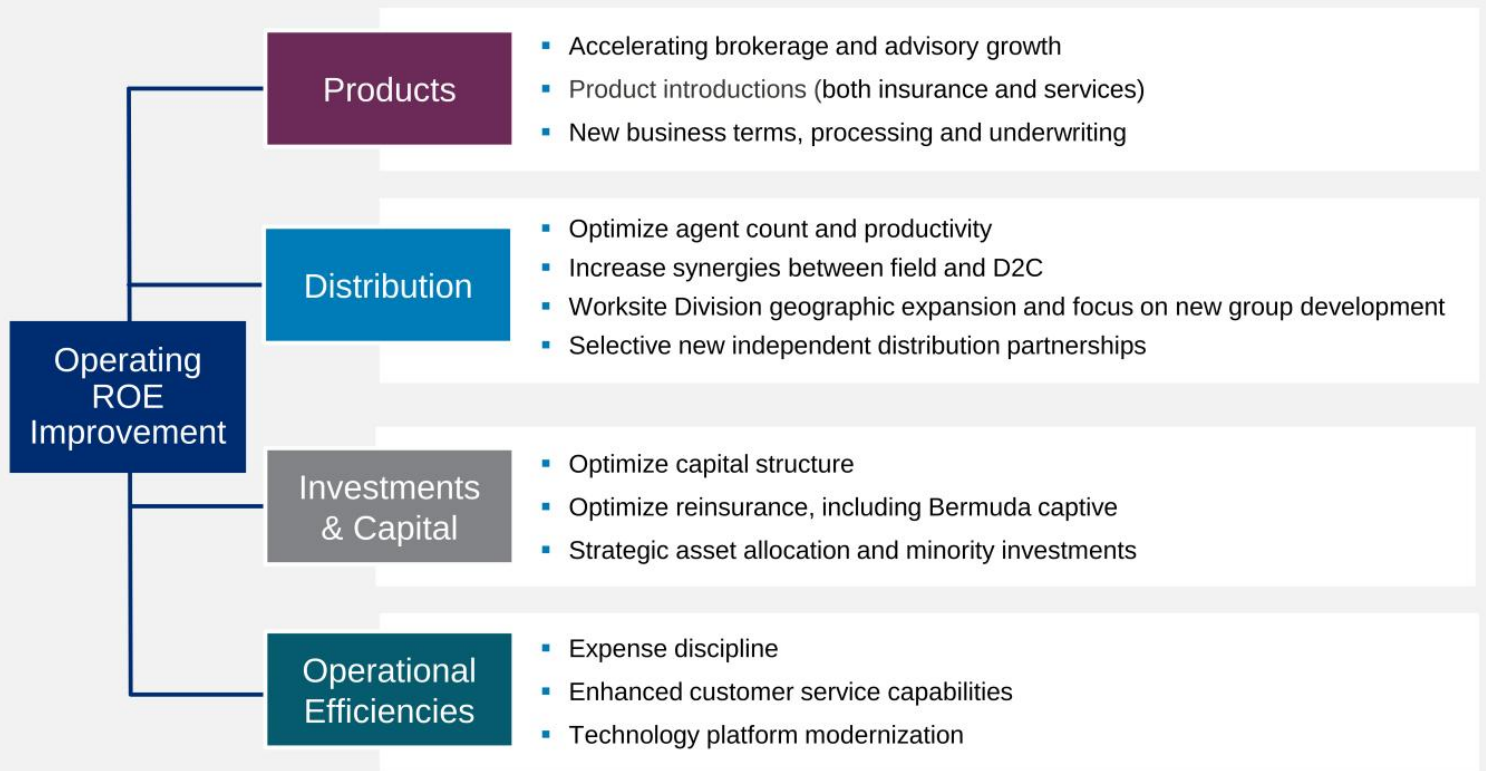 Products
▪ Accelerating brokerage and advisory growth
▪ Product introductions (both insurance and services)
▪ New business terms, processing and underwriting
Distribution
▪ Optimize agent count and productivity
▪ Increase synergies between field and D2C
▪ Worksite Division geographic expansion and focus on new group development
▪ Selective new independent distribution partnerships
Operating
ROE
Improvement
Investments
& Capital
▪ Optimize capital structure
▪ Optimize reinsurance, including Bermuda captive
▪ Strategic asset allocation and minority investments
Operational
Efficiencies
▪ Expense discipline
▪ Enhanced customer service capabilities
▪ Technology platform modernization